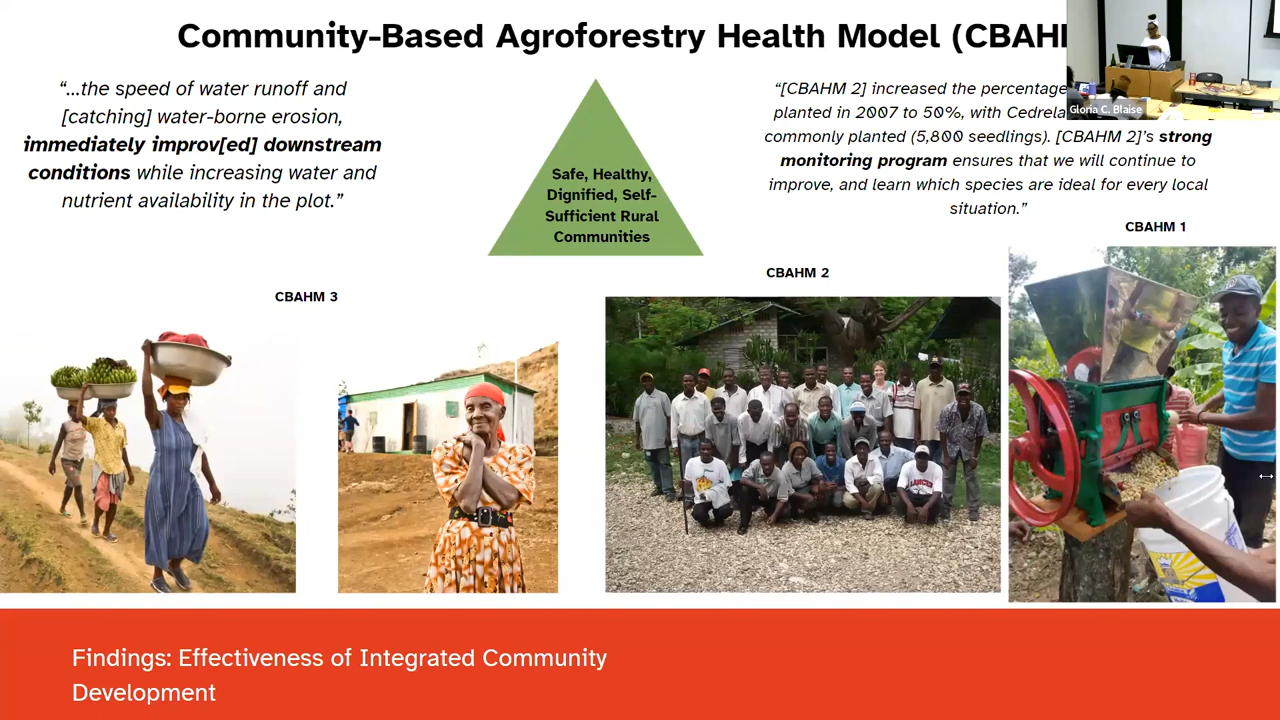 Community-Based Agroforestry Health Model (CBAH
Gloria C. Blaise
“...the speed of water runoff and
[catching] water-borne erosion,
immediately improv[ed] downstream
conditions while increasing water and
nutrient availability in the plot.”
Safe, Healthy,
Dignified, Self-
Sufficient Rural
Communities
“[CBAHM 2] increased the percentage
planted in 2007 to 50%, with Cedrela
commonly planted (5,800 seedlings). [CBAHM 2]’s strong
monitoring program ensures that we will continue to
improve, and learn which species are ideal for every local
situation.”
CBAHM 1
CBAHM 2
CBAHM 3
Findings: Effectiveness of Integrated Community
Development